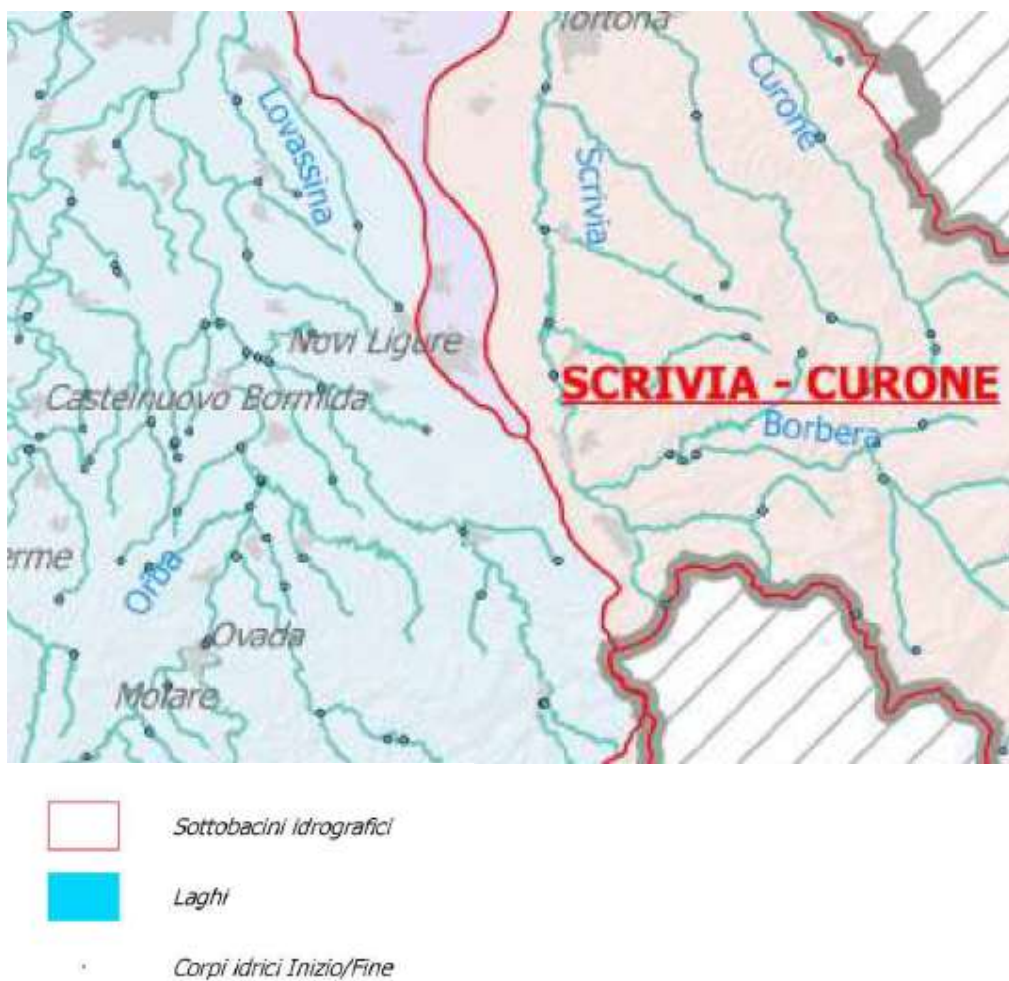 Tortona
Curone
Lovassina
Scrivia
Novi Ligure
SCRIVIA - CURONE
Castelnuovo Bormida
Borbera
erme
Orba
Ovada
Molare
Sottobacini idrografici
Laghi
Corpi idrici Inizio/Fine